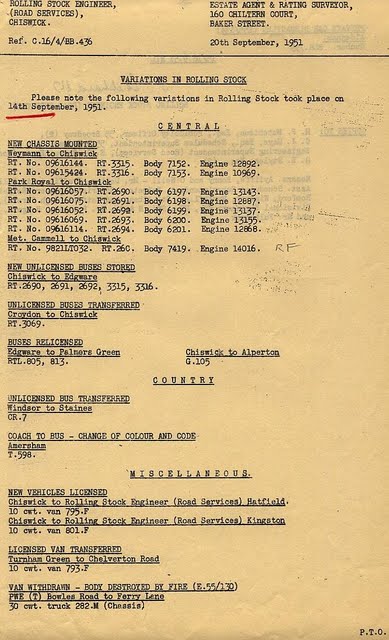 ROLLING STOCK ENGINEER,
(ROAD SERVICES),
CHISWICK.
ESTATE AGENT & RATING SURVEYOR,
160 CHILTERN COURT,
BAKER STREET.
Ref. C.16/4/BB.436
20th September, 1951
VARIATIONS IN ROLLING STOCK
Please note the following variations in Rolling Stock took place on
14th September, 1951.
CENTRAL
NEW CHASSIS MOUNTED
Weymann to Chiswick
RT. No. 09616144. RT.3315. Body 7152. Engine 12892.
RT. No. 09615424. RT.3316. Body 7153. Engine 10969.
Park Royal to Chiswick
RT. No. 09616057. RT.2690. Body 6197. Engine 13143.
RT. No. 09616075. RT.2691. Body 6198. Engine 12887.
RT. No. 09616052. RT.2692. Body 6199. Engine 13137.
RT. No. 09616069. RT.2693. Body 6200. Engine 13155.
RT. No. 09616114. RT.2694. Body 6201. Engine 12868.
Met. Cammell to Chiswick
RT. No. 9821LT032. RT.26C. Body 7419. Engine 14016. RF
NEW UNLICENSED BUSES STORED
Chiswick to Edgware
RT.2690, 2691, 2692, 3315, 3316.
UNLICENSED BUSES TRANSFERRED
Croydon to Chiswick
RT.3069.
BUSES RELICENSED
Edgware to Palmers Green
RTL.805, 813.
Chiswick to Alperton
G.105
COUNTRY
UNLICENSED BUS TRANSFERRED
Windsor to Staines
CR.7
COACH TO BUS - CHANGE OF COLOUR AND CODE
Amersham
T.598.
MISCELLANEOUS.
NEW VEHICLES LICENSED
Chiswick to Rolling Stock Engineer (Road Services) Hatfield.
10 cwt. van 795.F
Chiswick to Rolling Stock Engineer (Road Services) Kingston
10 cwt. van 801.F
LICENSED VAN TRANSFERRED
Turnham Green to Chelverton Road
10 cwt. van 793.F
VAN WITHDRAWN - BODY DESTROYED BY FIRE (E.55/130)
PWE (T) Bowles Road to Ferry Lane
30 cwt. truck 282.M (Chassis)
P.T.O.